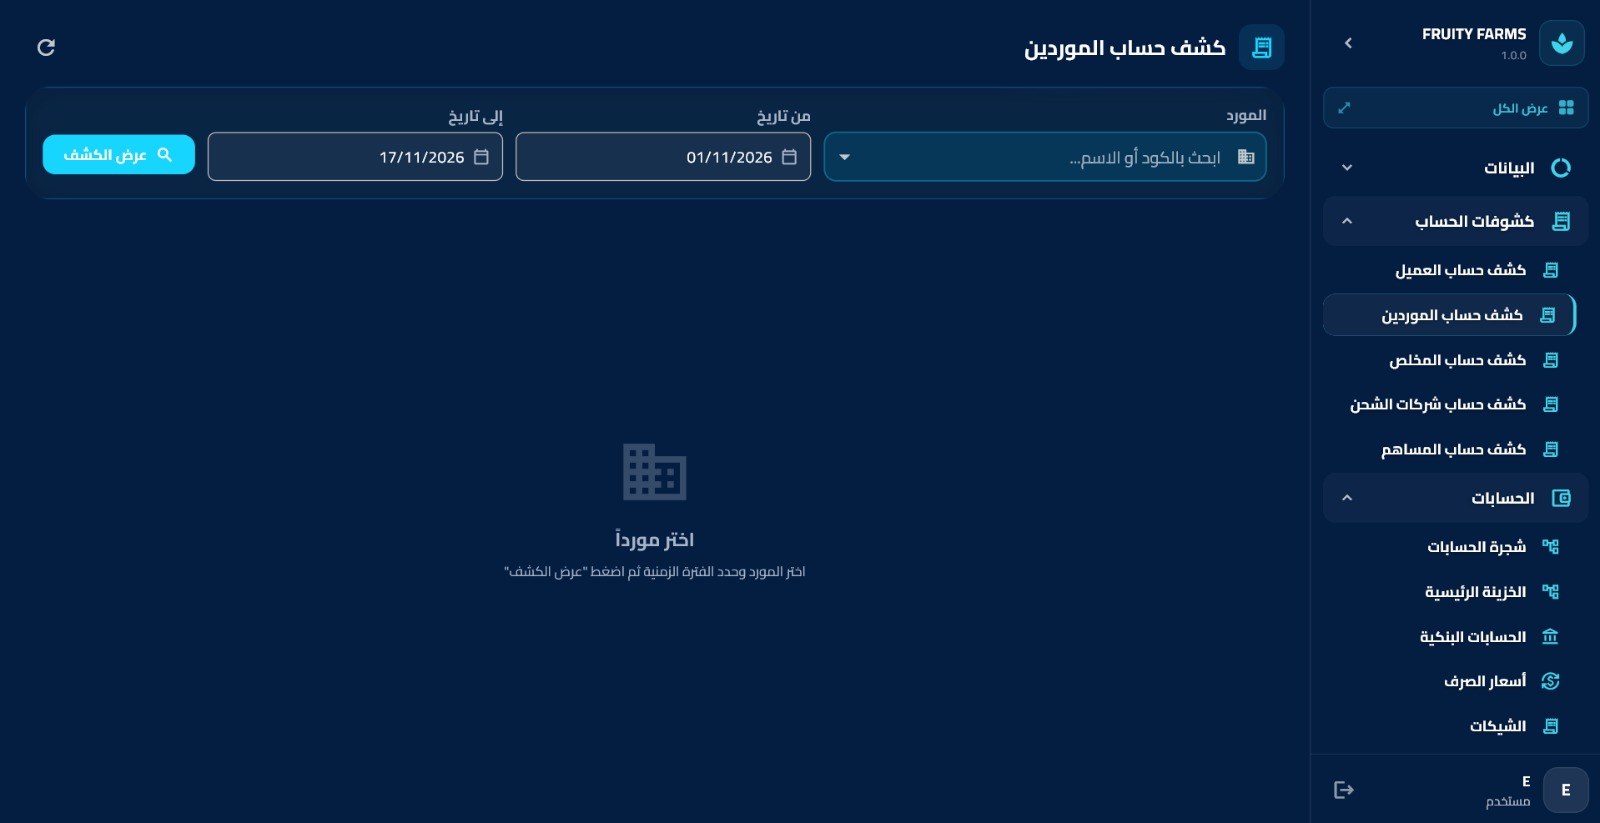 FRUITY FARMS
1.0.0
عرض الكل
البيانات
كشوفات الحساب
كشف حساب العميل
كشف حساب الموردين
كشف حساب المخلص
كشف حساب شركات الشحن
كشف حساب المساهم
الحسابات
شجرة الحسابات
الخزينة الرئيسية
الحسابات البنكية
أسعار الصرف
الشيكات
E
E
مستخدم
كشف حساب الموردين
المورد
ابحث بالكود أو الاسم...
من تاريخ
01/11/2026
إلى تاريخ
17/11/2026
عرض الكشف
اختر مورداً
اختر المورد وحدد الفترة الزمنية ثم اضغط "عرض الكشف"